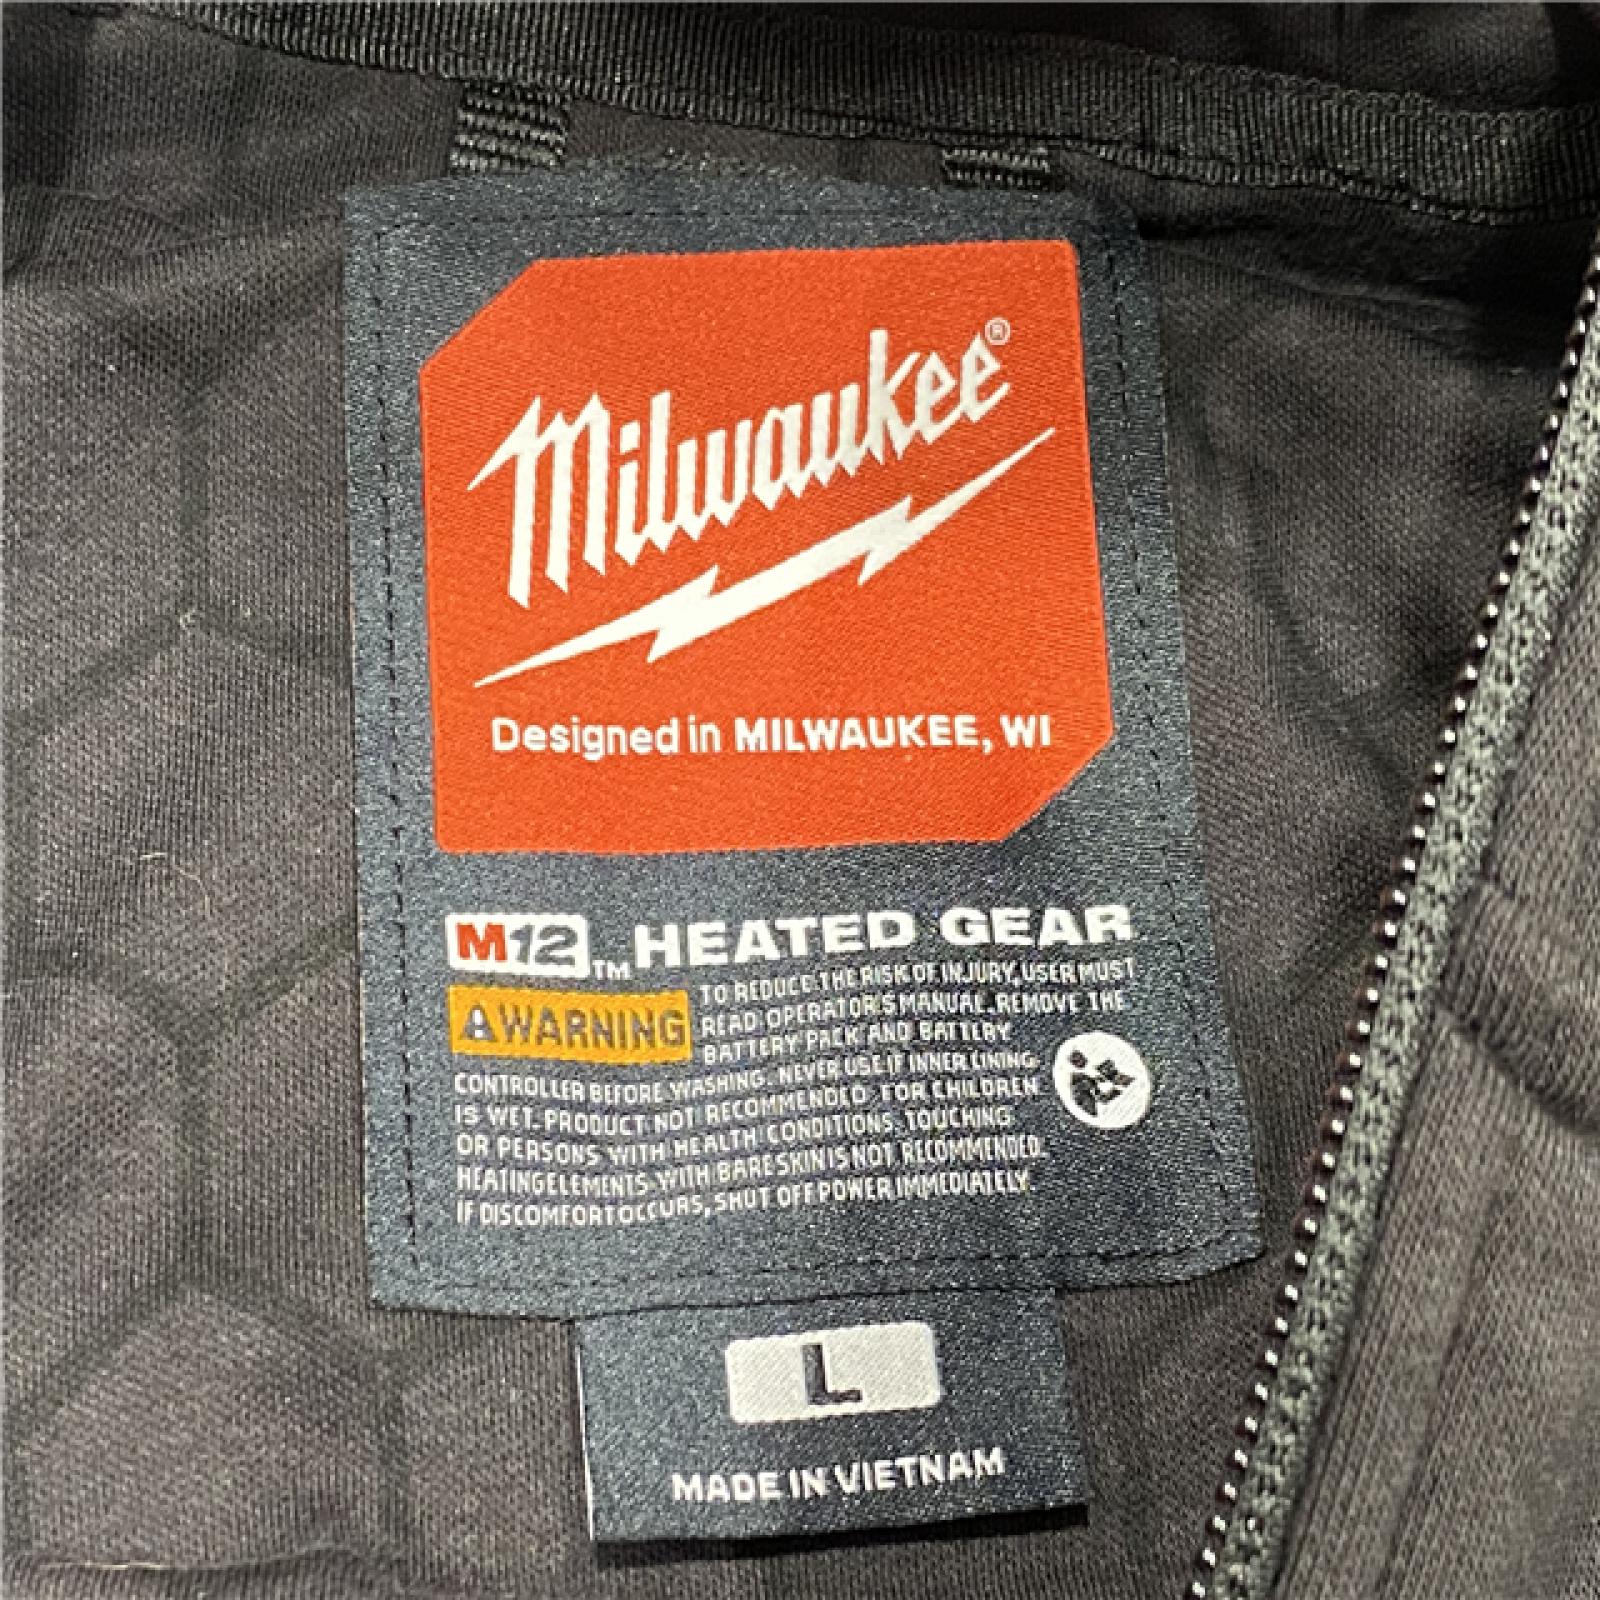 Milwaukee®
Designed in MILWAUKEE, WI
M12™ HEATED GEAR
⚠WARNING
TO REDUCE THE RISK OF INJURY, USER MUST
READ OPERATOR'S MANUAL. REMOVE THE
BATTERY PACK AND BATTERY
CONTROLLER BEFORE WASHING. NEVER USE IF INNER LINING
IS WET. PRODUCT NOT RECOMMENDED FOR CHILDREN
OR PERSONS WITH HEALTH CONDITIONS. TOUCHING
HEATING ELEMENTS WITH BARE SKIN IS NOT RECOMMENDED.
IF DISCOMFORT OCCURS, SHUT OFF POWER IMMEDIATELY.
L
MADE IN VIETNAM